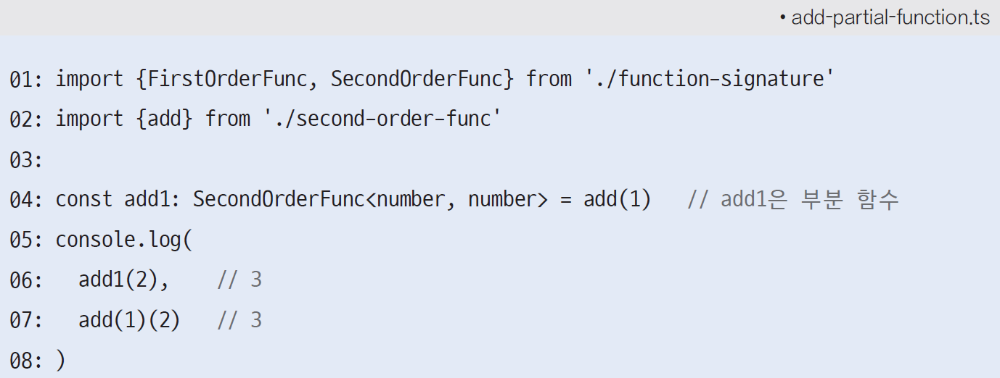 • add-partial-function.ts
01: import {FirstOrderFunc, SecondOrderFunc} from './function-signature'
02: import {add} from './second-order-func'
03:
04: const add1: SecondOrderFunc<number, number> = add(1)   // add1은 부분 함수
05: console.log(
06:   add1(2),    // 3
07:   add(1)(2)   // 3
08: )